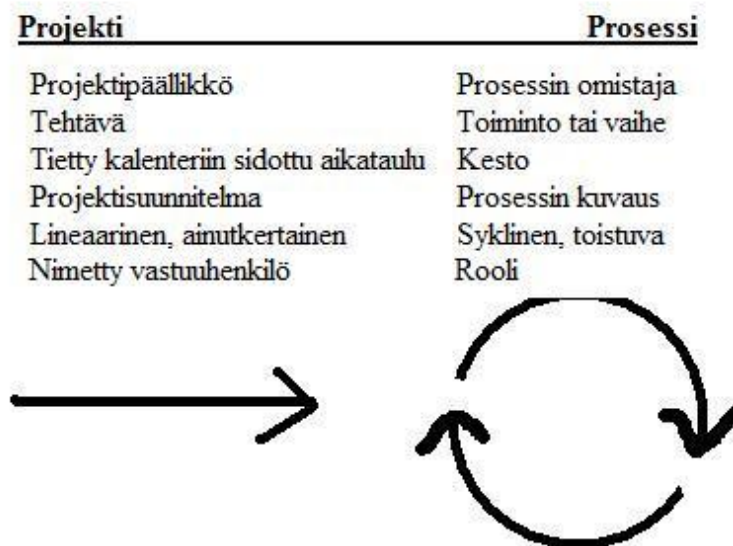 Projekti Prosessi
Projektipäällikkö Prosessin omistaja
Tehtävä Toiminto tai vaihe
Tietty kalenteriin sidottu aikataulu Kesto
Projektisuunnitelma Prosessin kuvaus
Lineaarinen, ainutkertainen Syklinen, toistuva
Nimetty vastuuhenkilö Rooli